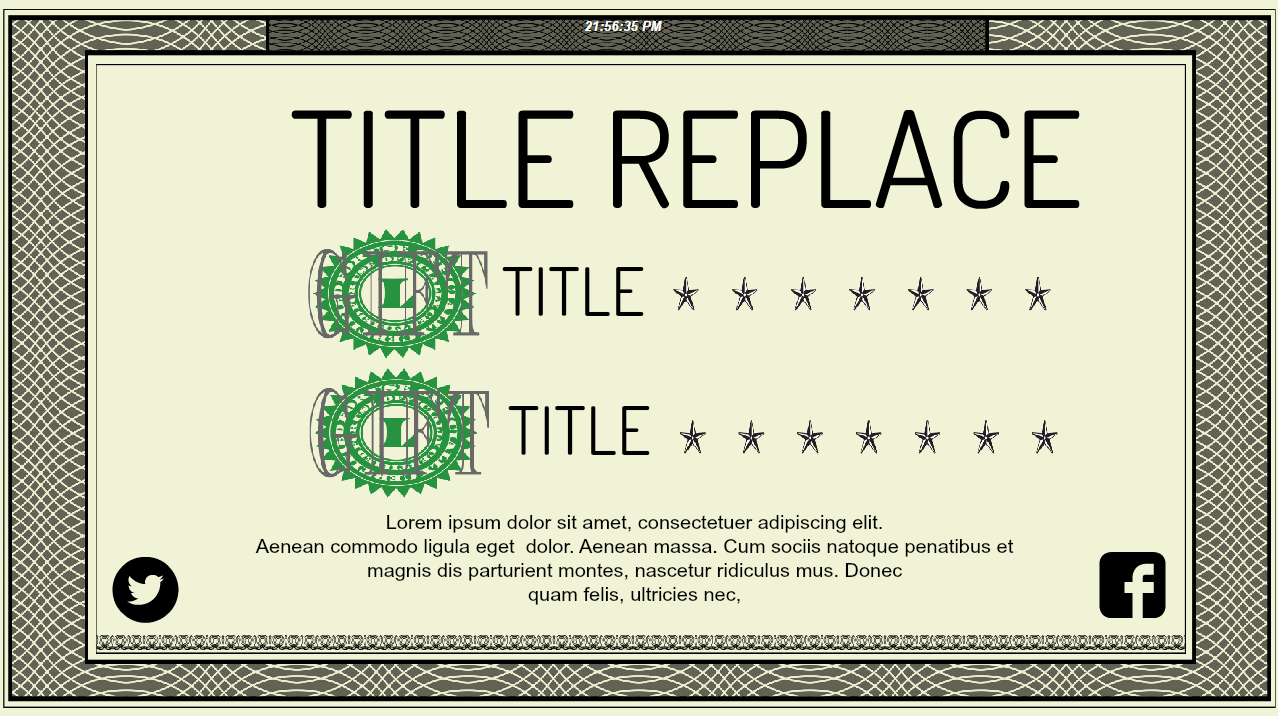 21:56:35 PM
TITLE REPLACE
GIFT TITLE
GIFT TITLE
Lorem ipsum dolor sit amet, consectetuer adipiscing elit.
Aenean commodo ligula eget  dolor. Aenean massa. Cum sociis natoque penatibus et
magnis dis parturient montes, nascetur ridiculus mus. Donec
quam felis, ultricies nec,